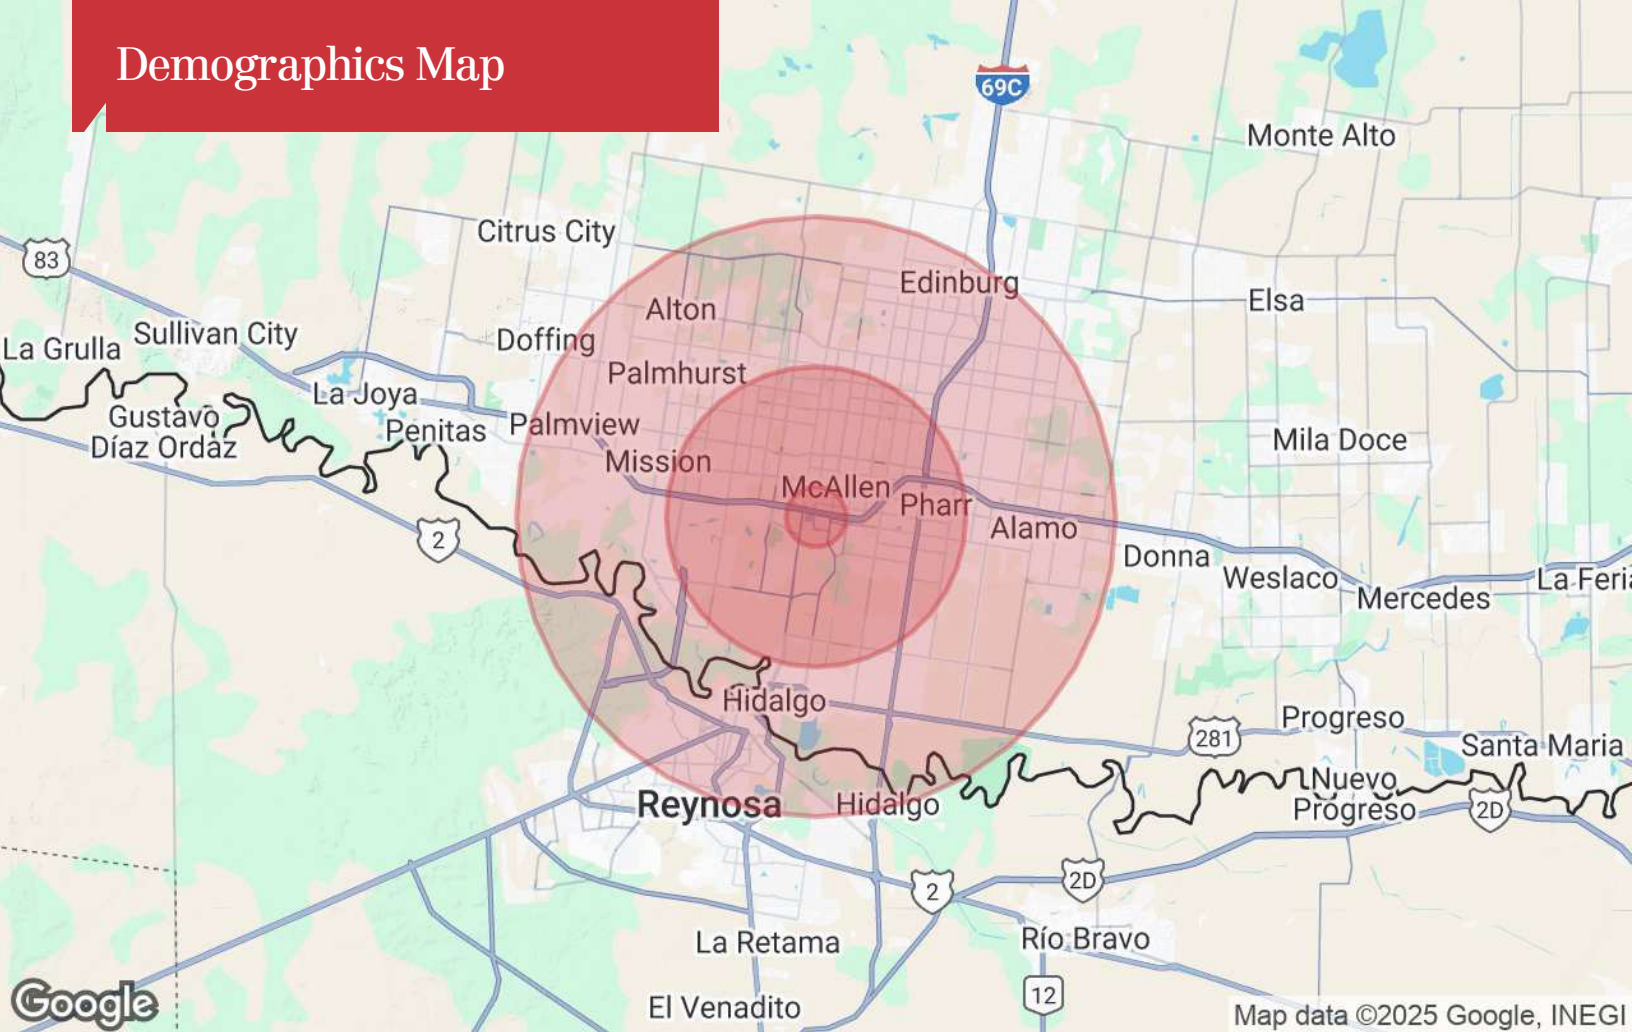 Demographics Map
69C
Monte Alto
Citrus City
83
Edinburg
Elsa
Alton
Sullivan City
Doffing
La Grulla
Palmhurst
La Joya
Gustavo
Díaz Ordaz
Penitas
Palmview
Mila Doce
Mission
McAllen
Pharr
Alamo
2
Donna
Weslaco
La Feria
Mercedes
Hidalgo
281
Progreso
Santa Maria
Nuevo
Progreso
2D
Reynosa
Hidalgo
2
2D
La Retama
Río Bravo
12
El Venadito
Google
Map data ©2025 Google, INEGI